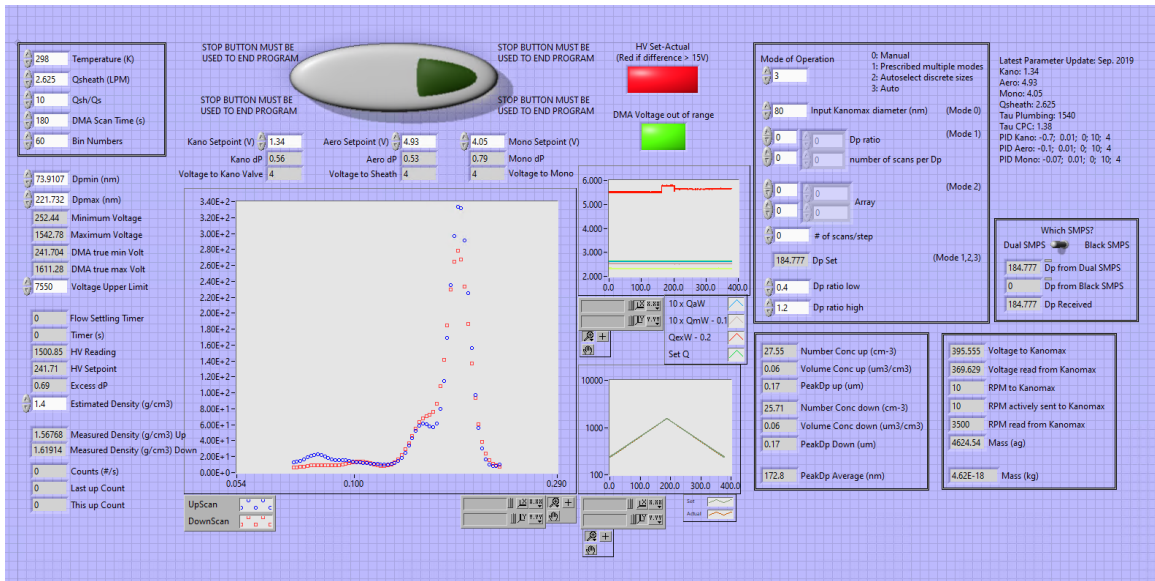 298 Temperature (K)
2.625 Qsheath (LPM)
10 Qsh/Qs
180 DMA Scan Time (s)
60 Bin Numbers
STOP BUTTON MUST BE
USED TO END PROGRAM
STOP BUTTON MUST BE
USED TO END PROGRAM
STOP BUTTON MUST BE
USED TO END PROGRAM
STOP BUTTON MUST BE
USED TO END PROGRAM
HV Set-Actual
(Red if difference > 15V)
DMA Voltage out of range
Kano Setpoint (V) 1.34
Kano dP 0.56
Voltage to Kano Valve 4
Aero Setpoint (V) 4.93
Aero dP 0.53
Voltage to Sheath 4
4.05 Mono Setpoint (V)
0.79 Mono dP
4 Voltage to Mono
73.9107 Dpmin (nm)
221.732 Dpmax (nm)
252.44 Minimum Voltage
1542.78 Maximum Voltage
241.704 DMA true min Volt
1611.28 DMA true max Volt
7550 Voltage Upper Limit
0 Flow Settling Timer
0 Timer (s)
1500.85 HV Reading
241.71 HV Setpoint
0.69 Excess dP
1.4 Estimated Density (g/cm3)
1.56768 Measured Density (g/cm3) Up
1.61914 Measured Density (g/cm3) Down
0 Counts (#/s)
0 Last up Count
0 This up Count
3.40E+2
3.20E+2
3.00E+2
2.80E+2
2.60E+2
2.40E+2
2.20E+2
2.00E+2
1.80E+2
1.60E+2
1.40E+2
1.20E+2
1.00E+2
8.00E+1
6.00E+1
4.00E+1
2.00E+1
0.00E+0
0.054 0.100 0.290
UpScan
DownScan
6.000
5.000
4.000
3.000
2.000
0.0 100.0 200.0 300.0 400.0
10 x QaW
10 x QmW - 0.1
QexW - 0.2
Set Q
10000
1000
100
0.0 100.0 200.0 300.0 400.0
Set
Actual
Mode of Operation
3
0: Manual
1: Prescribed multiple modes
2: Autoselect discrete sizes
3: Auto
80 Input Kanomax diameter (nm) (Mode 0)
0 0 Dp ratio (Mode 1)
0 0 number of scans per Dp
0 0 (Mode 2)
0 0 Array
0 # of scans/step
184.777 Dp Set (Mode 1,2,3)
0.4 Dp ratio low
1.2 Dp ratio high
Latest Parameter Update: Sep. 2019
Kano: 1.34
Aero: 4.93
Mono: 4.05
Qsheath: 2.625
Tau Plumbing: 1540
Tau CPC: 1.38
PID Kano: -0.7; 0.01; 0; 10; 4
PID Aero: -0.1; 0.01; 0; 10; 4
PID Mono: -0.07; 0.01; 0; 10; 4
Which SMPS?
Dual SMPS Black SMPS
184.777 Dp from Dual SMPS
0 Dp from Black SMPS
184.777 Dp Received
27.55 Number Conc up (cm-3)
0.06 Volume Conc up (um3/cm3)
0.17 PeakDp up (um)
25.71 Number Conc down (cm-3)
0.06 Volume Conc down (um3/cm3)
0.17 PeakDp Down (um)
172.8 PeakDp Average (nm)
395.555 Voltage to Kanomax
369.629 Voltage read from Kanomax
10 RPM to Kanomax
10 RPM actively sent to Kanomax
3500 RPM read from Kanomax
4624.54 Mass (ag)
4.62E-18 Mass (kg)